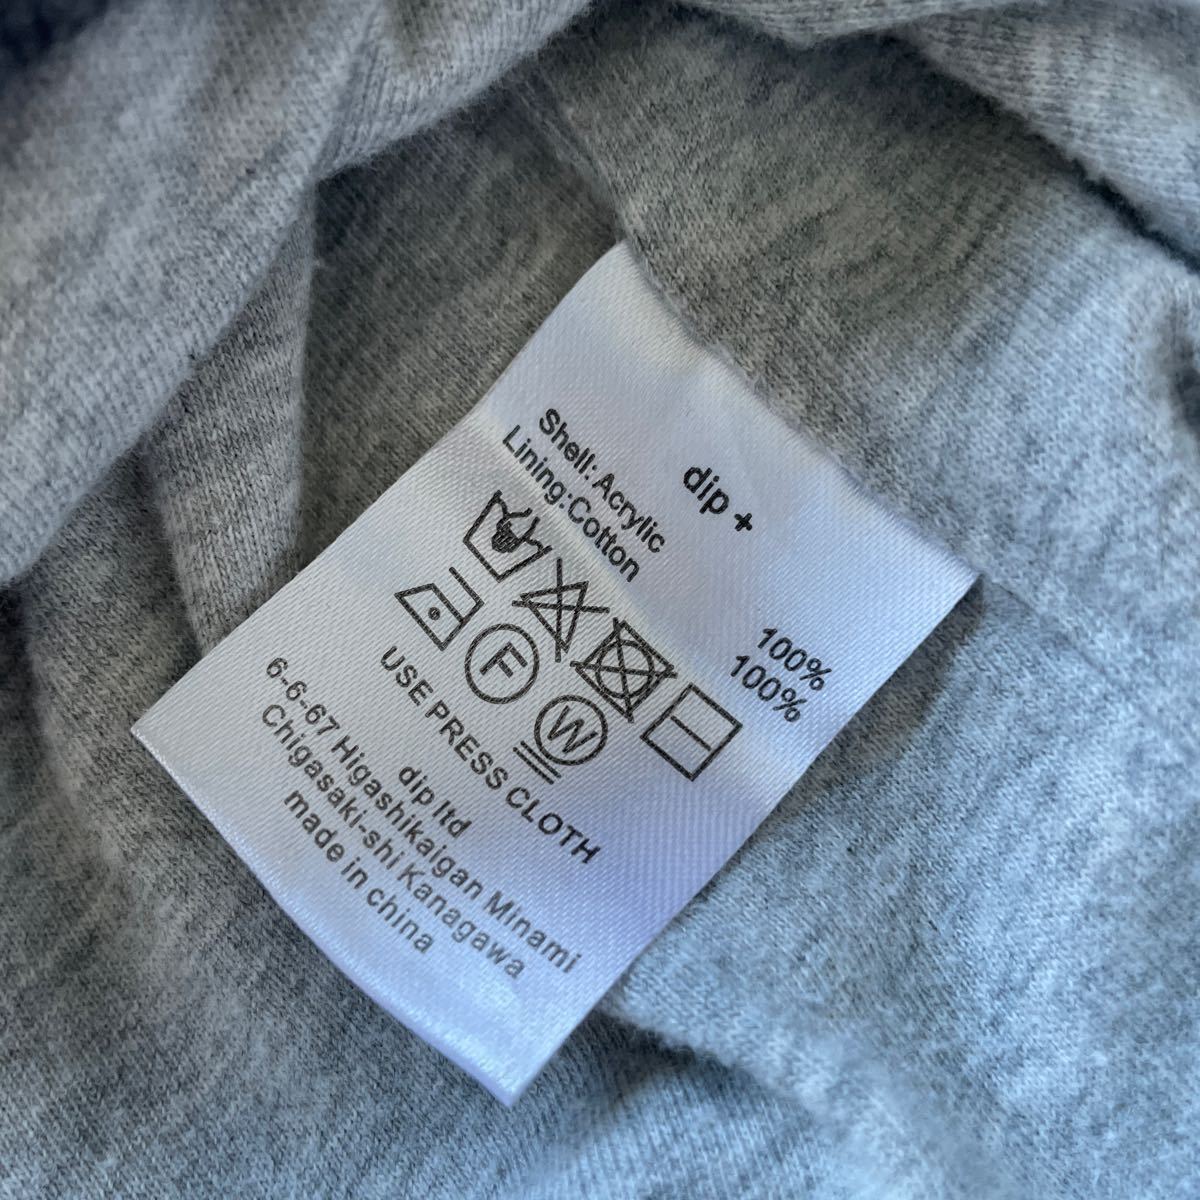 dip +
Shell: Acrylic 100%
Lining:Cotton 100%
F
W
USE PRESS CLOTH
dip ltd
6-6-67 Higashikaigan Minami
Chigasaki-shi Kanagawa
made in china